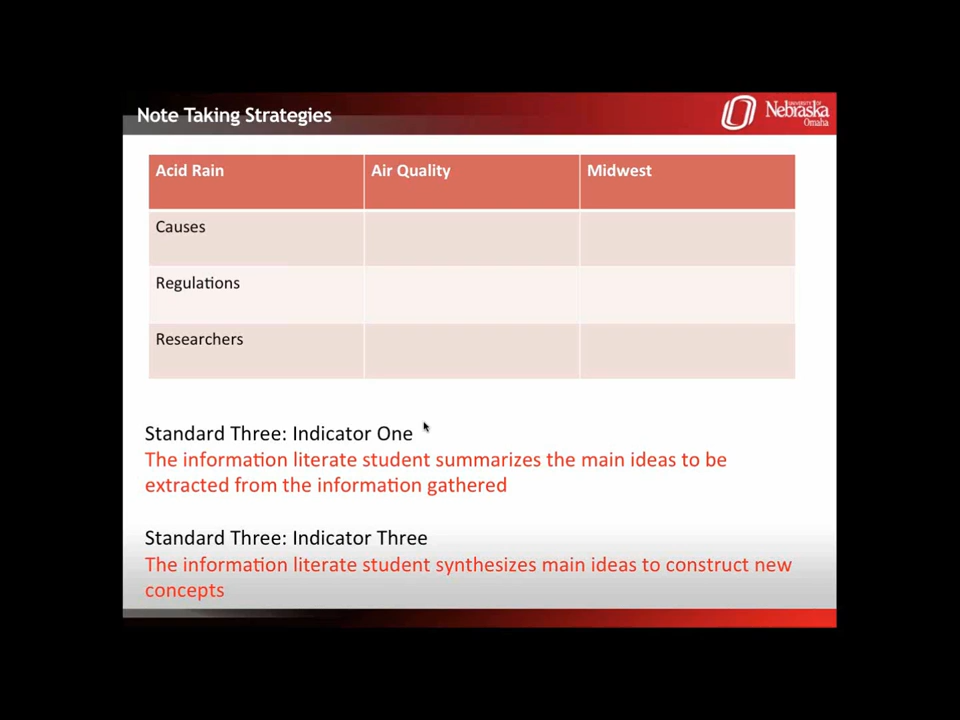 Note Taking Strategies
UNIVERSITY OF
Nebraska
Omaha
Acid Rain Air Quality Midwest
Causes
Regulations
Researchers
Standard Three: Indicator One
The information literate student summarizes the main ideas to be
extracted from the information gathered
Standard Three: Indicator Three
The information literate student synthesizes main ideas to construct new
concepts